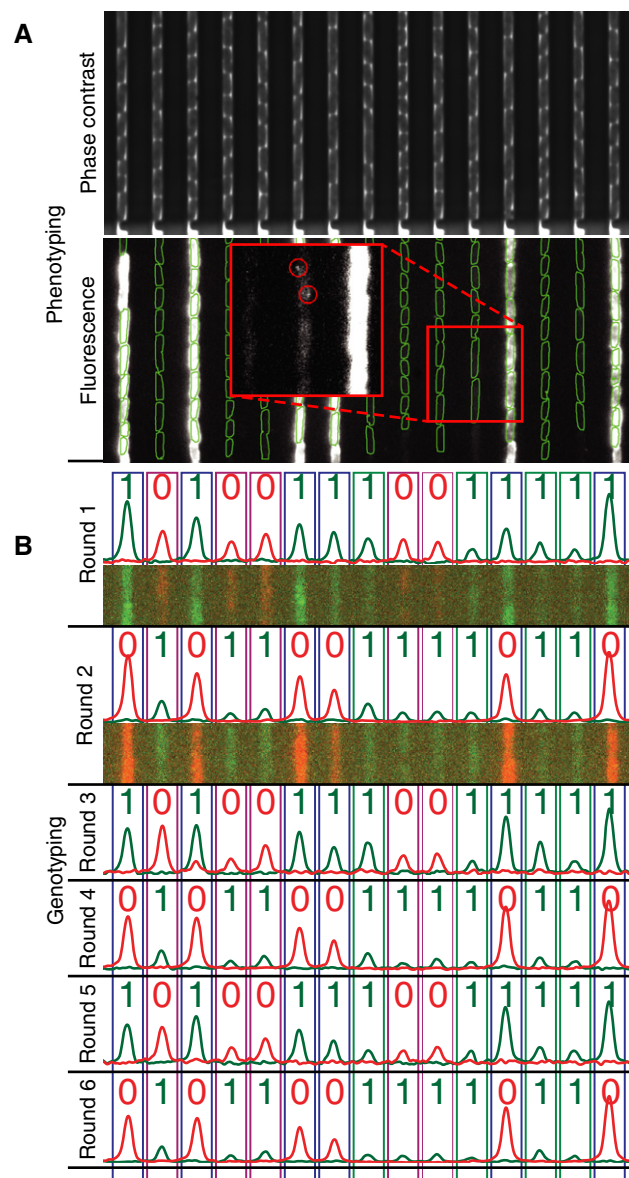 A
Phenotyping
Phase contrast
Fluorescence
B
Genotyping
Round 1
1 0 1 0 0 1 1 1 0 0 1 1 1 1 1
Round 2
0 1 0 1 1 0 0 1 1 1 1 0 1 1 0
Round 3
1 0 1 0 0 1 1 1 0 0 1 1 1 1 1
Round 4
0 1 0 1 1 0 0 1 1 1 1 0 1 1 0
Round 5
1 0 1 0 0 1 1 1 0 0 1 1 1 1 1
Round 6
0 1 0 1 1 0 0 1 1 1 1 0 1 1 0